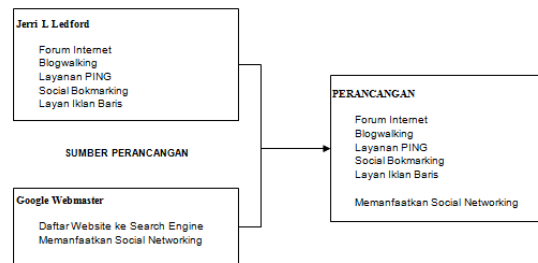 Jerri L Ledford
Forum Internet
Blogwalking
Layanan PING
Social Bokmarking
Layan Iklan Baris
SUMBER PERANCANGAN
Google Webmaster
Daftar Website ke Search Engine
Memanfaatkan Social Networking
PERANCANGAN
Forum Internet
Blogwalking
Layanan PING
Social Bokmarking
Layan Iklan Baris
Memanfaatkan Social Networking